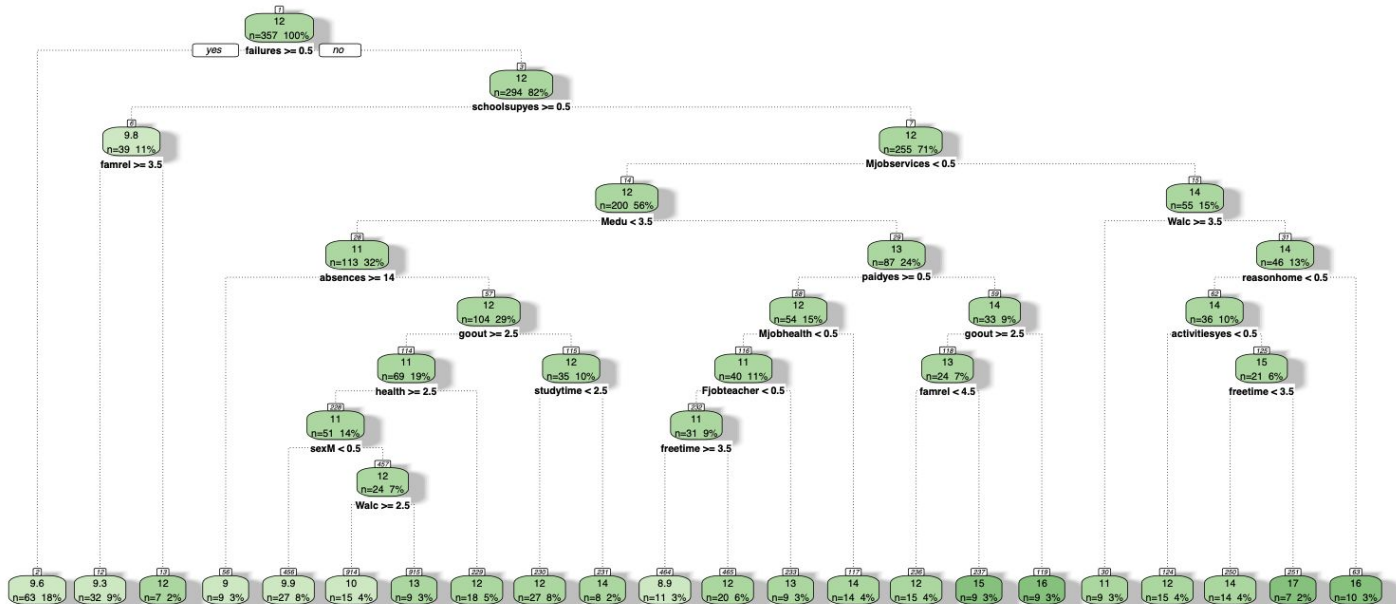 1
12
n=357 100%
yes failures >= 0.5 no
3
12
n=294 82%
schoolsupyes >= 0.5
6
9.8
n=39 11%
famrel >= 3.5
7
12
n=255 71%
Mjobservices < 0.5
14
12
n=200 56%
Medu < 3.5
15
14
n=55 15%
Walc >= 3.5
28
11
n=113 32%
absences >= 14
29
13
n=87 24%
paidyes >= 0.5
31
14
n=46 13%
reasonhome < 0.5
57
12
n=104 29%
goout >= 2.5
58
12
n=54 15%
Mjobhealth < 0.5
59
14
n=33 9%
goout >= 2.5
62
14
n=36 10%
activitiesyes < 0.5
114
11
n=69 19%
health >= 2.5
115
12
n=35 10%
studytime < 2.5
116
11
n=40 11%
Fjobteacher < 0.5
118
13
n=24 7%
famrel < 4.5
125
15
n=21 6%
freetime < 3.5
228
11
n=51 14%
sexM < 0.5
232
11
n=31 9%
freetime >= 3.5
457
12
n=24 7%
Walc >= 2.5
2
9.6
n=63 18%
12
9.3
n=32 9%
13
12
n=7 2%
56
9
n=9 3%
456
9.9
n=27 8%
914
10
n=15 4%
915
13
n=9 3%
229
12
n=18 5%
230
12
n=27 8%
231
14
n=8 2%
464
8.9
n=11 3%
465
12
n=20 6%
233
13
n=9 3%
117
14
n=14 4%
236
12
n=15 4%
237
15
n=9 3%
119
16
n=9 3%
30
11
n=9 3%
124
12
n=15 4%
250
14
n=14 4%
251
17
n=7 2%
63
16
n=10 3%